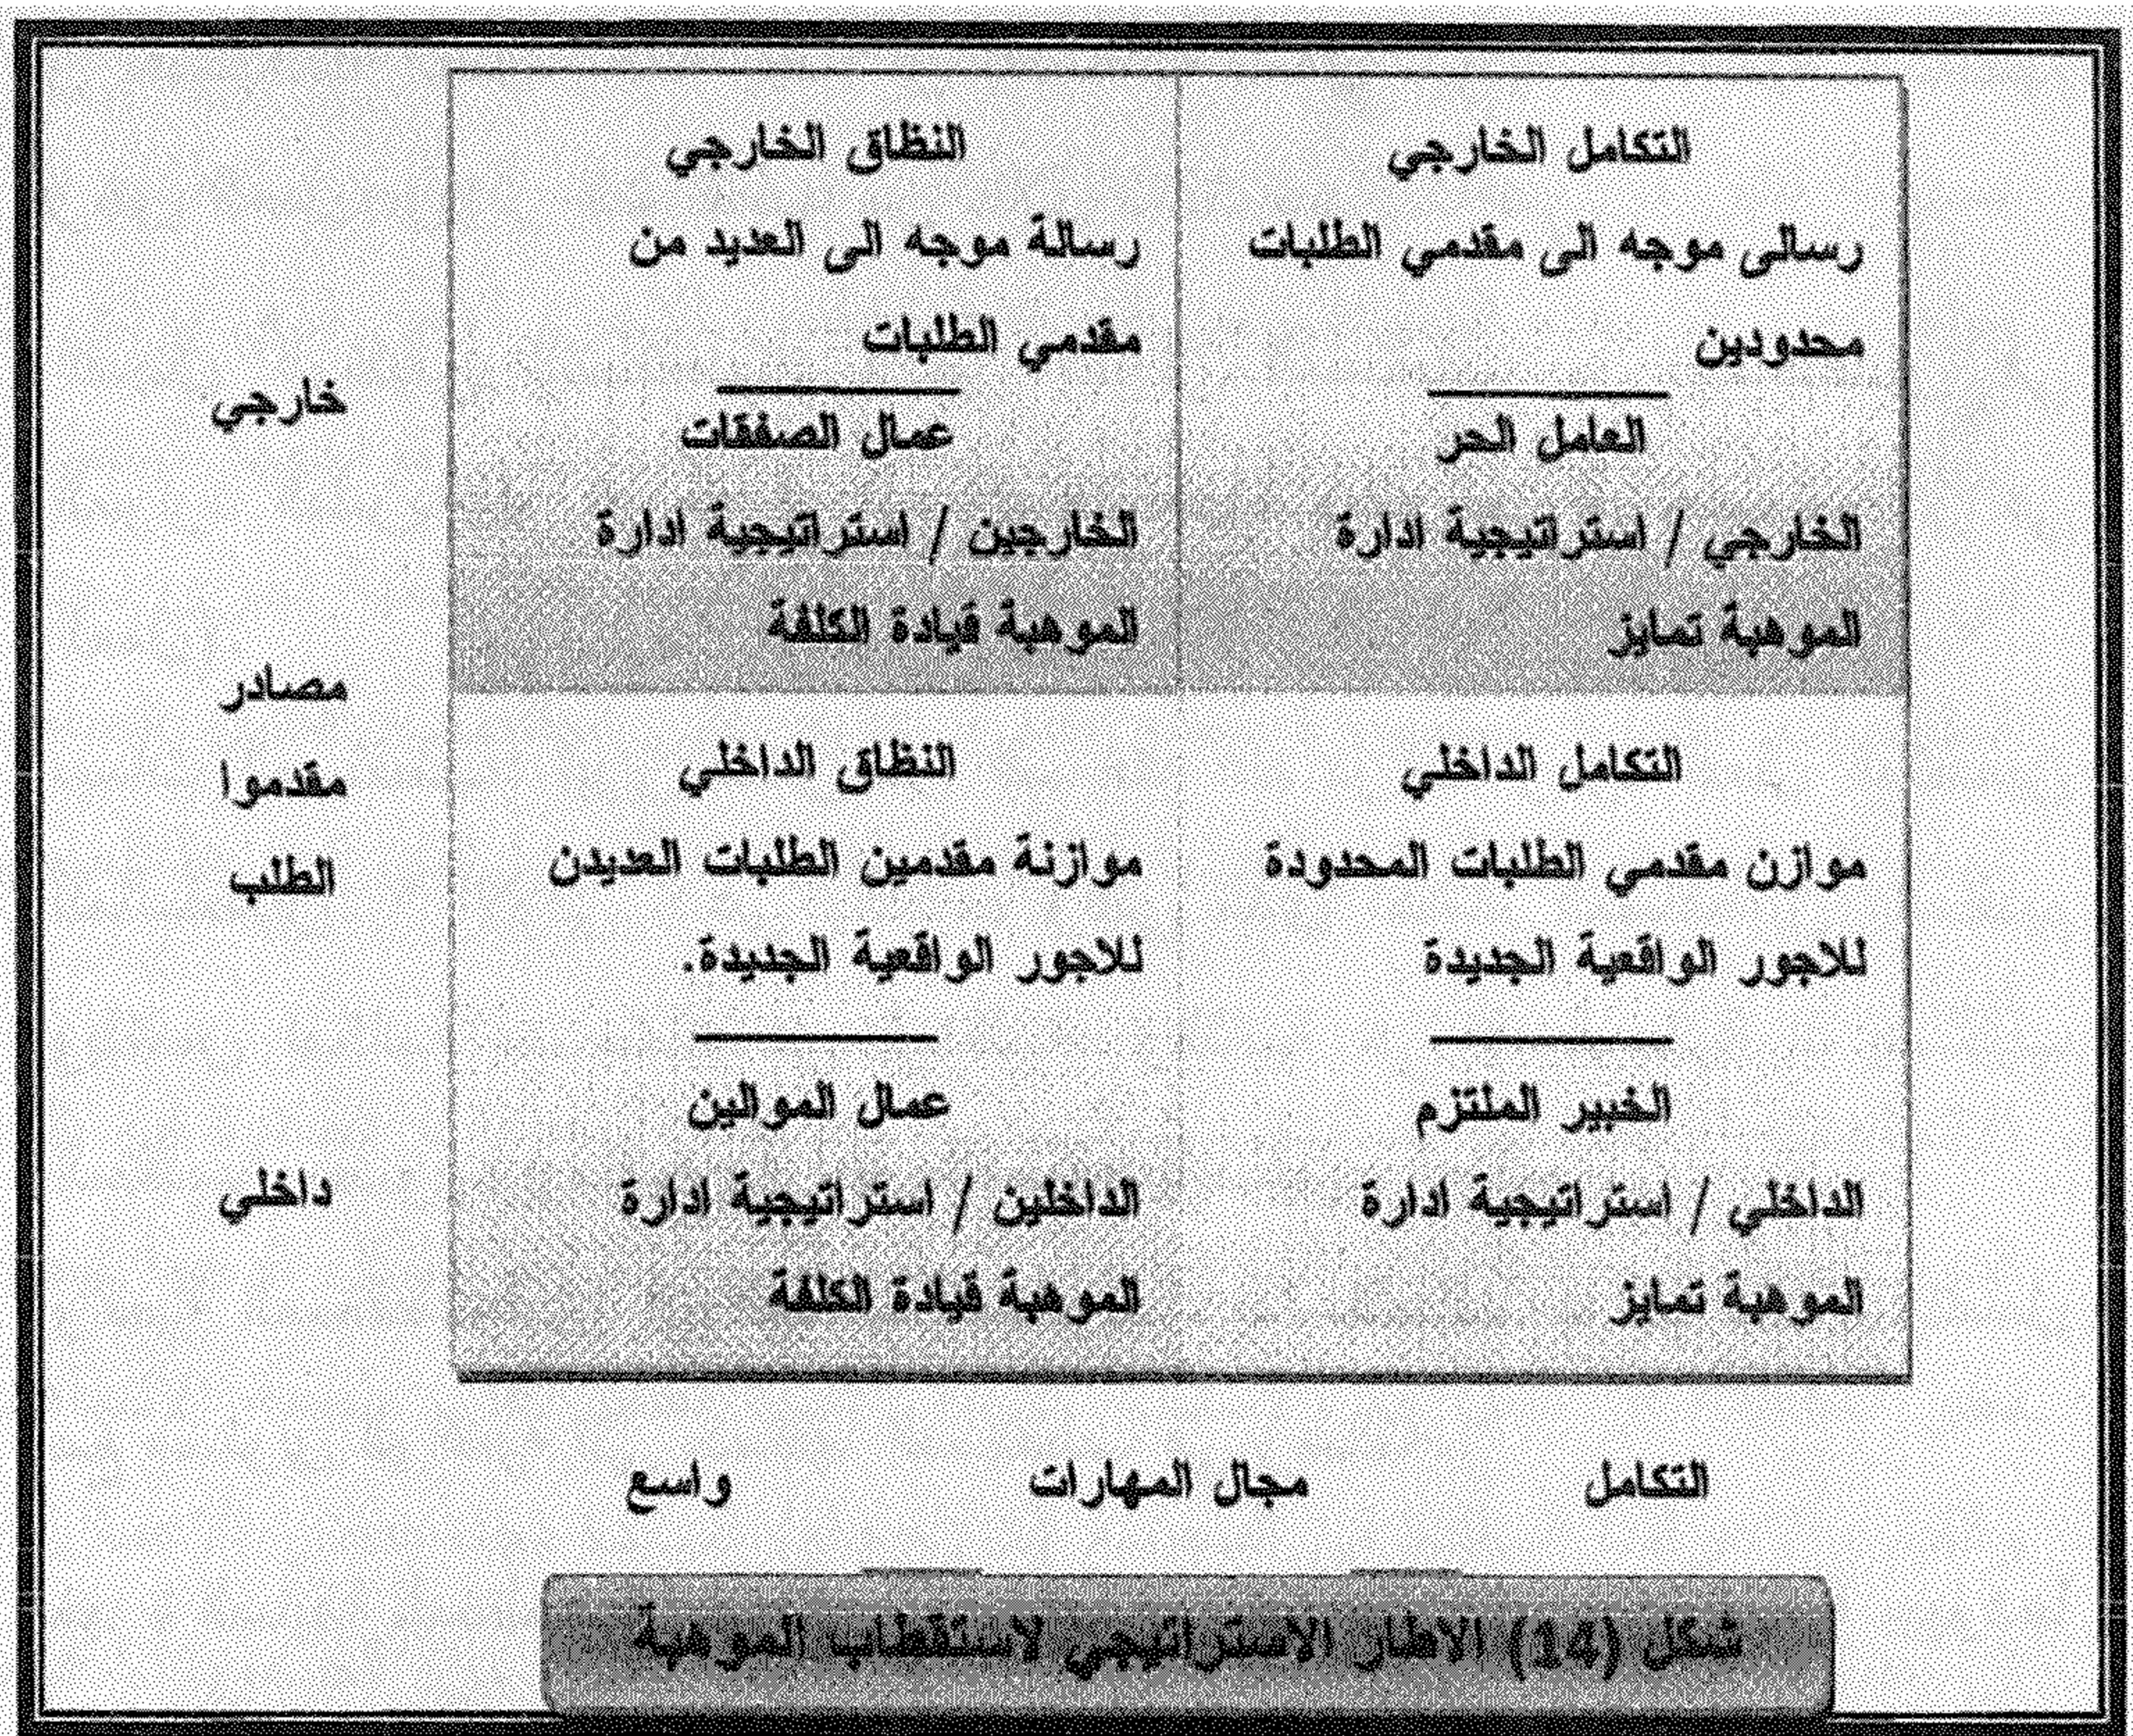 التكامل الخارجي
رسالى موجه الى مقدمي الطلبات
محدودين
العامل الحر
الخارجي / استراتيجية ادارة
الموهبة تمايز
النظاق الخارجي
رسالة موجه الى العديد من
مقدمي الطلبات
عمال الصفقات
الخارجين / استراتيجية ادارة
الموهبة قيادة الكلفة
خارجي
مصادر
مقدموا
الطلب
داخلي
التكامل الداخلي
موازن مقدمي الطلبات المحدودة
للاجور الواقعية الجديدة
الخبير الملتزم
الداخلي / استراتيجية ادارة
الموهبة تمايز
النظاق الداخلي
موازنة مقدمين الطلبات العديدن
للاجور الواقعية الجديدة.
عمال الموالين
الداخلين / استراتيجية ادارة
الموهبة قيادة الكلفة
التكامل مجال المهارات واسع
شكل (14) الاطار الاستراتيجي لاستقطاب الموهبة